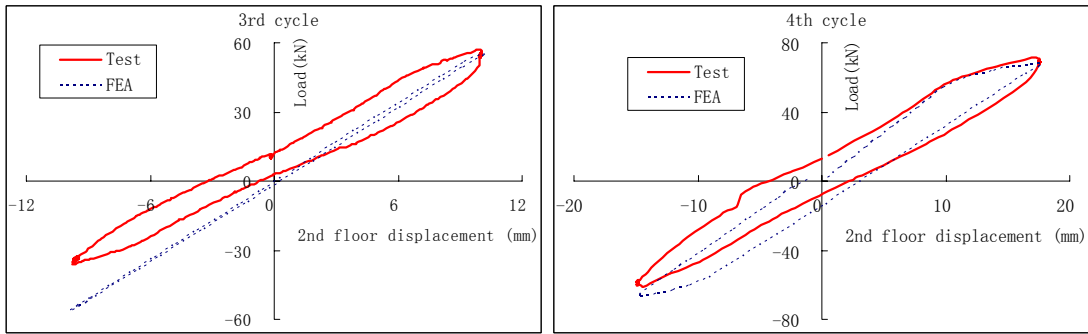 3rd cycle
60
Test
FEA
Load(kN)
30
0
-12
-6
0
6
12
-30
2nd floor displacement (mm)
-60
4th cycle
80
Test
FEA
Load(kN)
40
0
-20
-10
0
10
20
-40
2nd floor displacement (mm)
-80